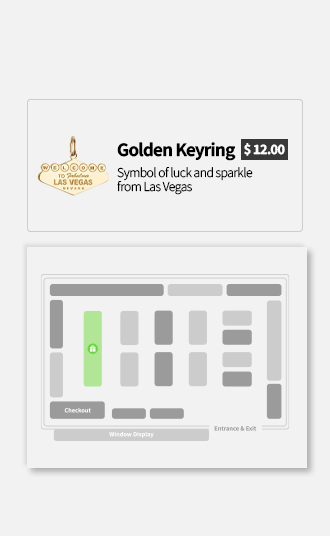 Golden Keyring $ 12.00
WELCOME
TO Fabulous
LAS VEGAS
NEVADA
Symbol of luck and sparkle
from Las Vegas
Checkout
Entrance & Exit
Window Display